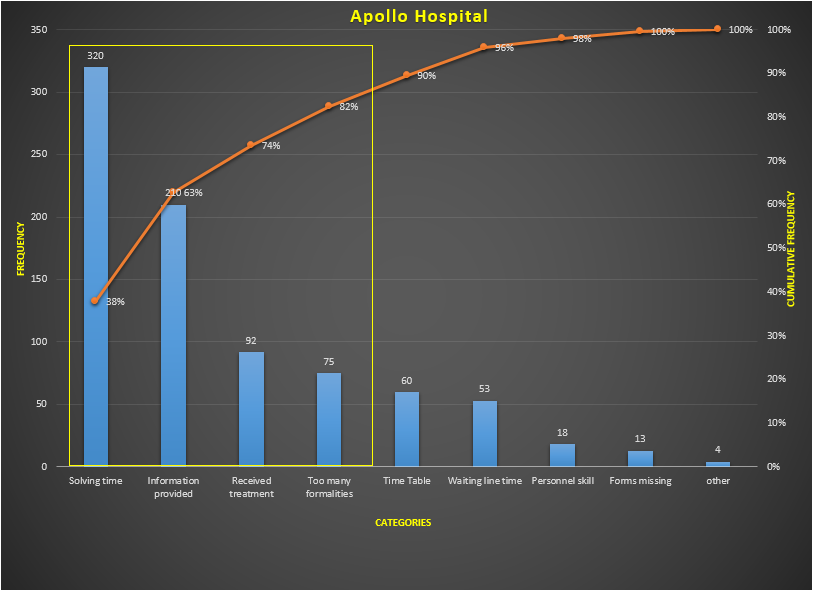 Apollo Hospital
350
300
250
200
150
100
50
0
FREQUENCY
320
210
92
75
60
53
18
13
4
38%
63%
74%
82%
90%
96%
98%
100%
100%
100%
90%
80%
70%
60%
50%
40%
30%
20%
10%
0%
CUMULATIVE FREQUENCY
Solving time
Information
provided
Received
treatment
Too many
formalities
Time Table
Waiting line time
Personnel skill
Forms missing
other
CATEGORIES